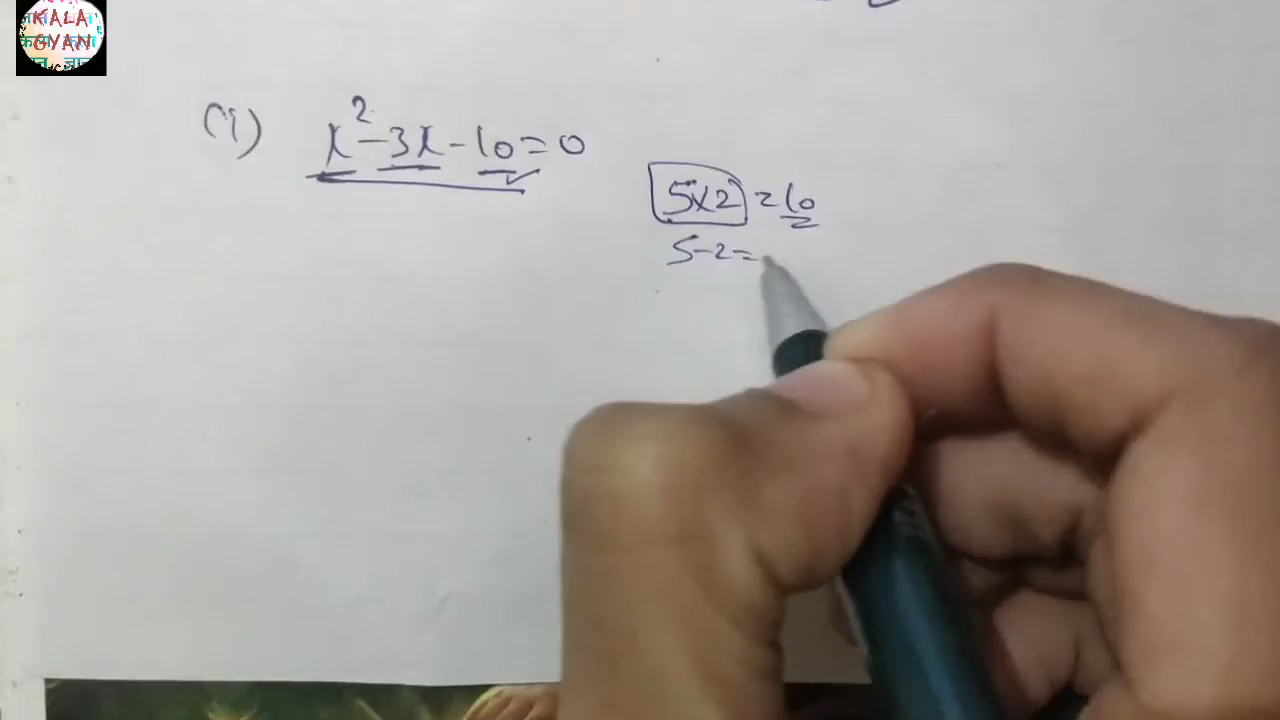 KALA
GYAN
(i) x²-3x-10=0
5x2 = 10
5-2=